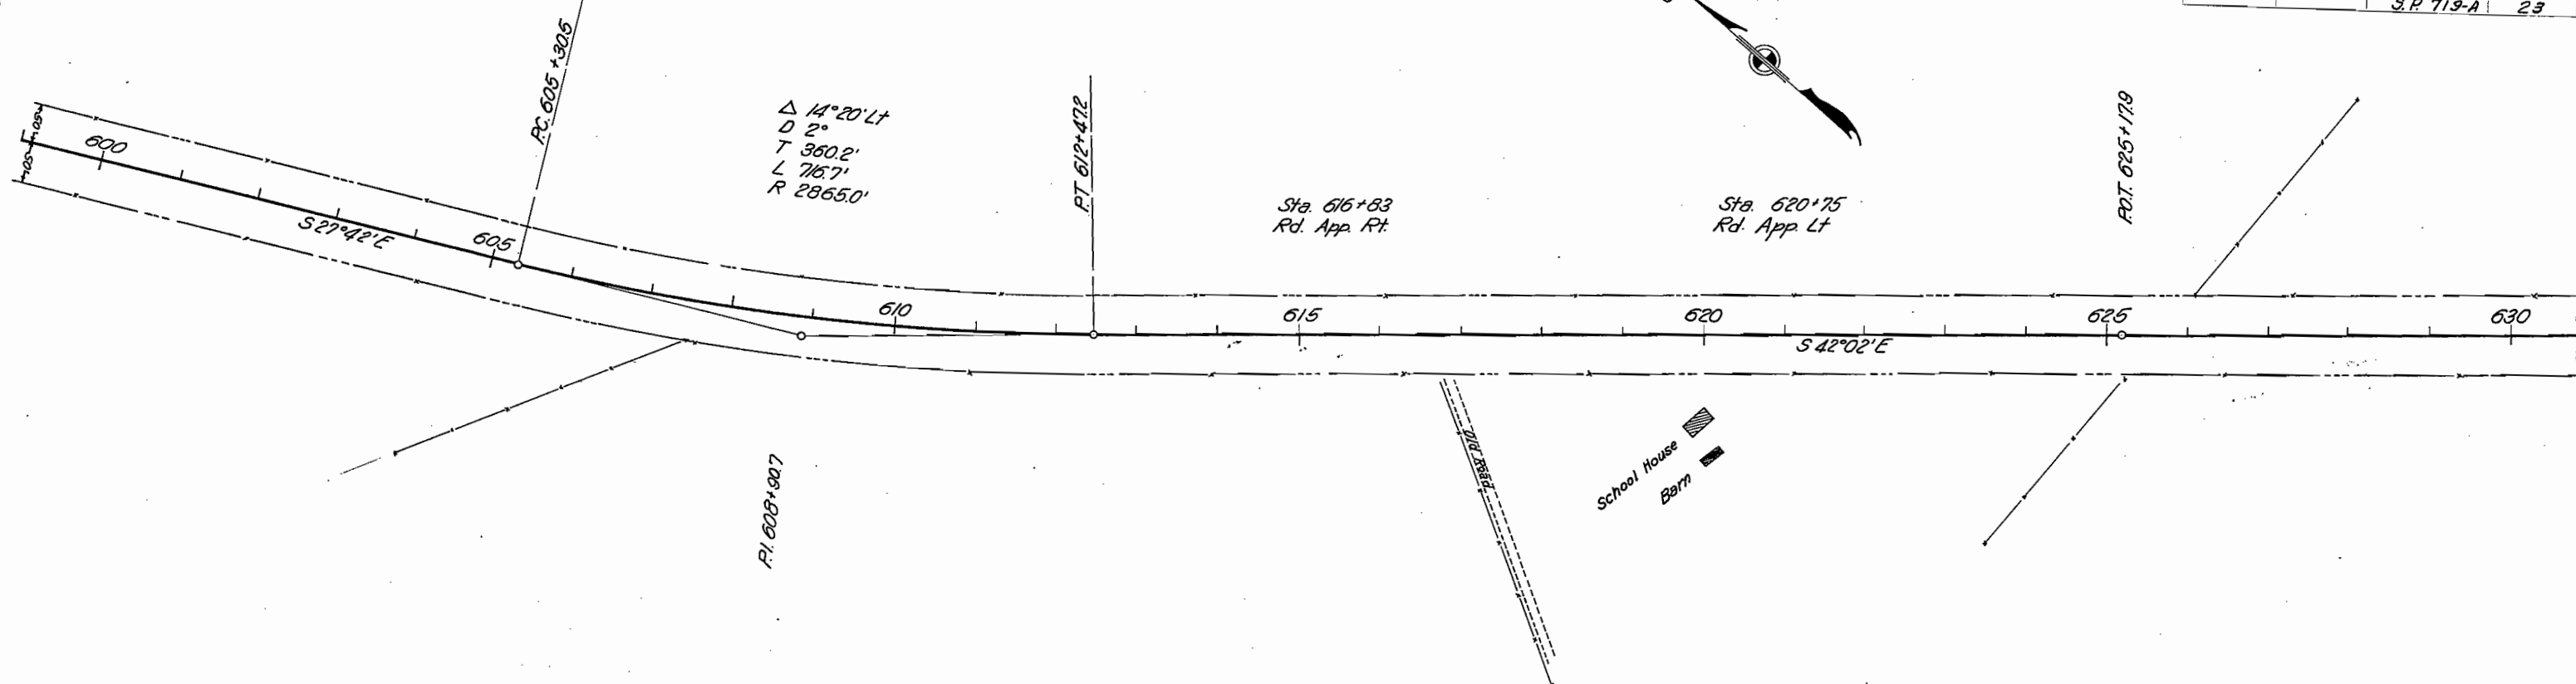 S.P. 719-A 23
P.C. 605+30.5
Δ 14°20' Lt
D 2°
T 360.2'
L 716.7'
R 2865.0'
P.T. 612+47.2
P.O.T. 625+17.9
50'
50'
600
S 27°42' E
605
Sta. 616+83
Rd. App. Rt.
Sta. 620+75
Rd. App. Lt
610
615
620
625
630
S 42°02' E
P.I. 608+90.7
Old Road
School House
Barn